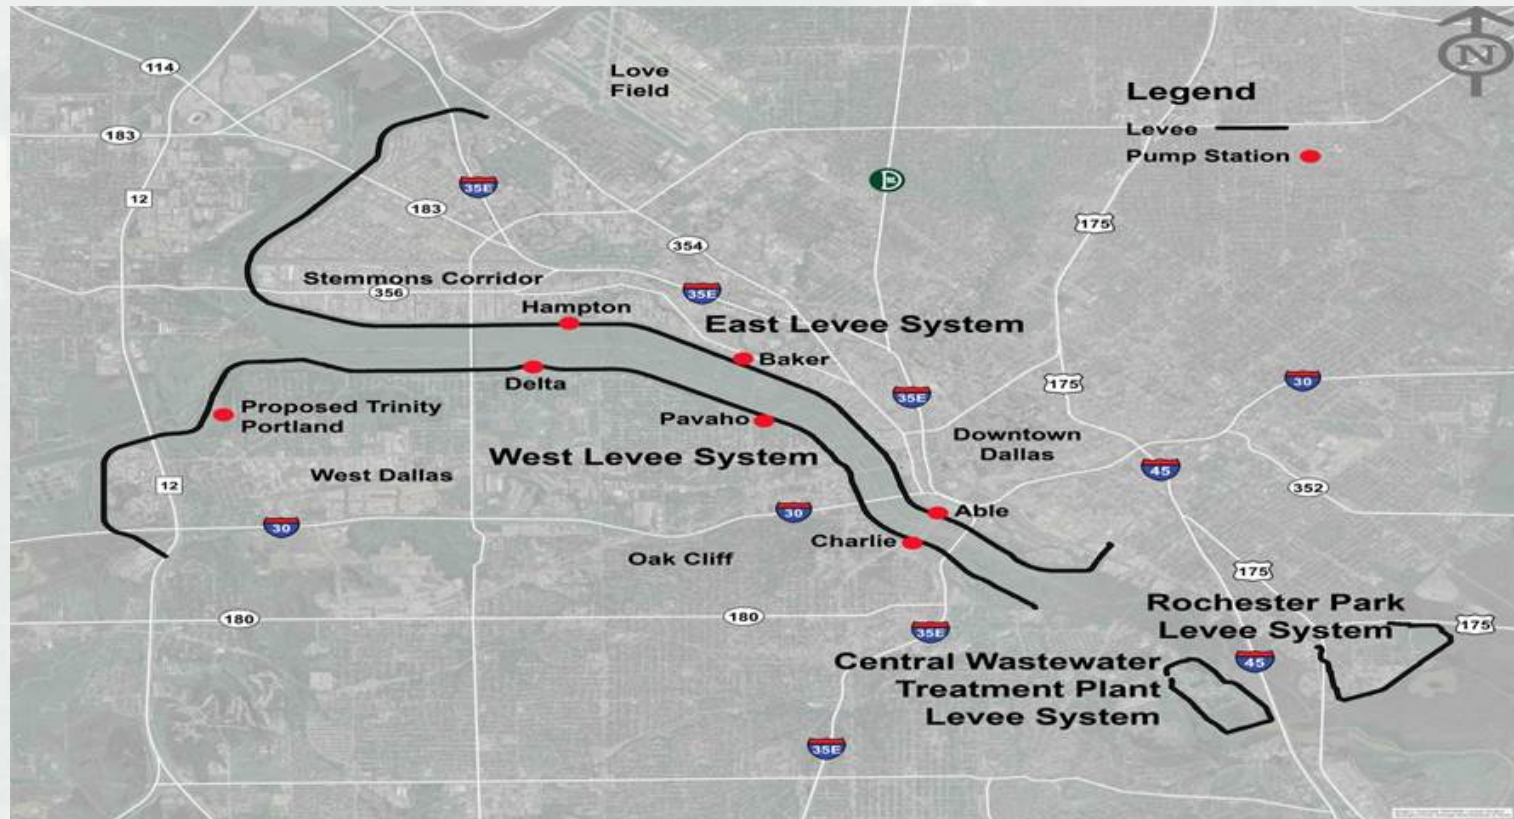 Love
Field
N
Legend
Levee
Pump Station
114
183
12
35E
183
175
354
Stemmons Corridor
356
35E
Hampton
East Levee System
Baker
Delta
175
30
35E
Proposed Trinity
Portland
Pavaho
Downtown
Dallas
West Levee System
West Dallas
45
12
352
30
30
Able
Charlie
Oak Cliff
175
180
180
35E
Rochester Park
Levee System
175
45
Central Wastewater
Treatment Plant
Levee System
35E